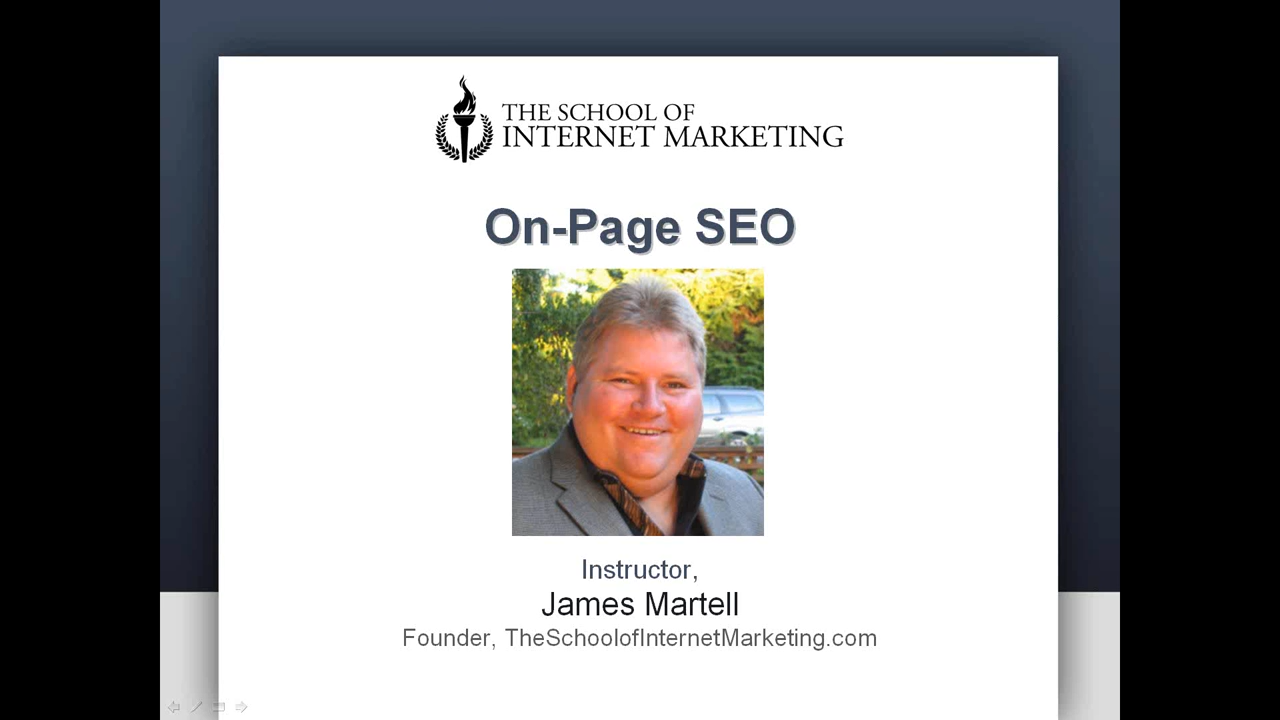 THE SCHOOL OF
INTERNET MARKETING
On-Page SEO
Instructor,
James Martell
Founder, TheSchoolofInternetMarketing.com